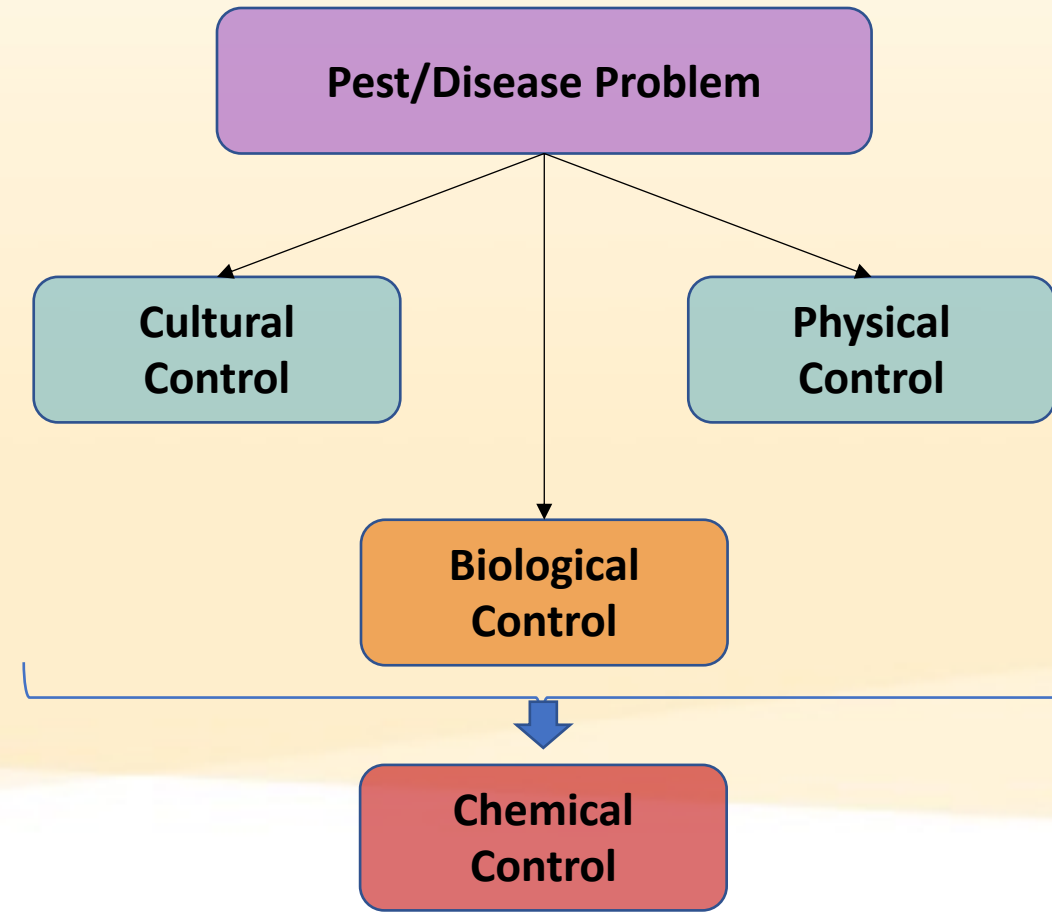 Pest/Disease Problem
Cultural
Control
Physical
Control
Biological
Control
Chemical
Control